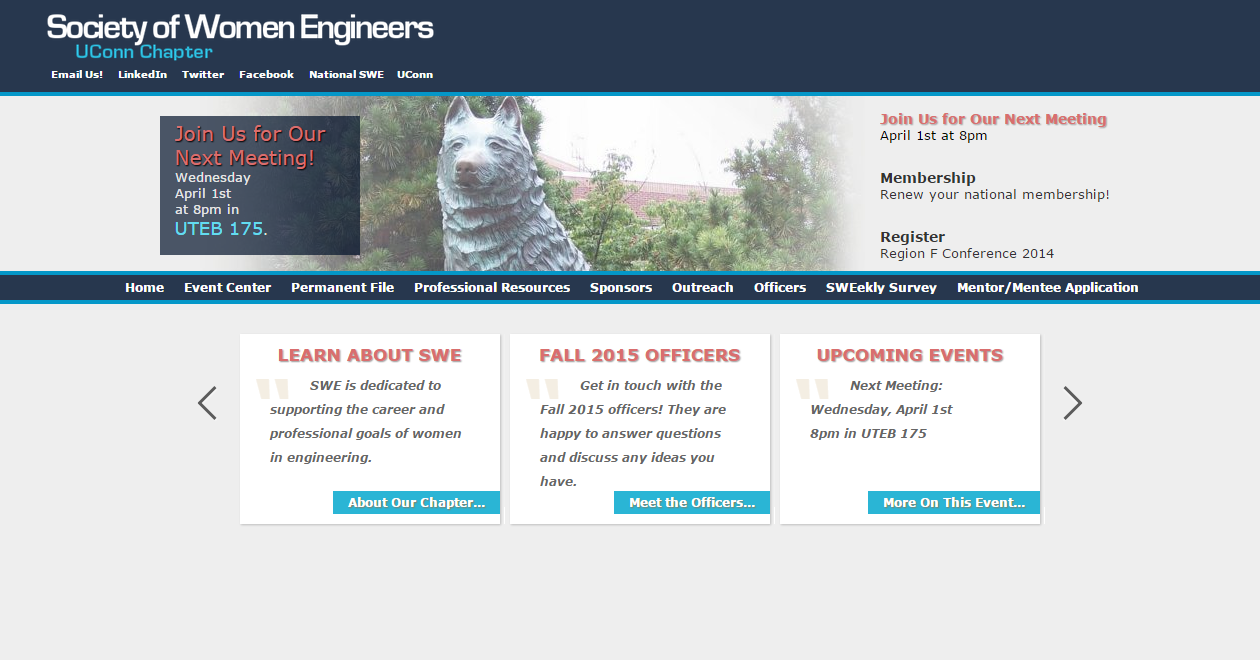 Society of Women Engineers
UConn Chapter
Email Us! LinkedIn Twitter Facebook National SWE UConn
Join Us for Our
Next Meeting!
Wednesday
April 1st
at 8pm in
UTEB 175.
Join Us for Our Next Meeting
April 1st at 8pm
Membership
Renew your national membership!
Register
Region F Conference 2014
Home Event Center Permanent File Professional Resources Sponsors Outreach Officers SWEekly Survey Mentor/Mentee Application
LEARN ABOUT SWE
" SWE is dedicated to
supporting the career and
professional goals of women
in engineering.
About Our Chapter...
FALL 2015 OFFICERS
" Get in touch with the
Fall 2015 officers! They are
happy to answer questions
and discuss any ideas you
have.
Meet the Officers...
UPCOMING EVENTS
" Next Meeting:
Wednesday, April 1st
8pm in UTEB 175
More On This Event...